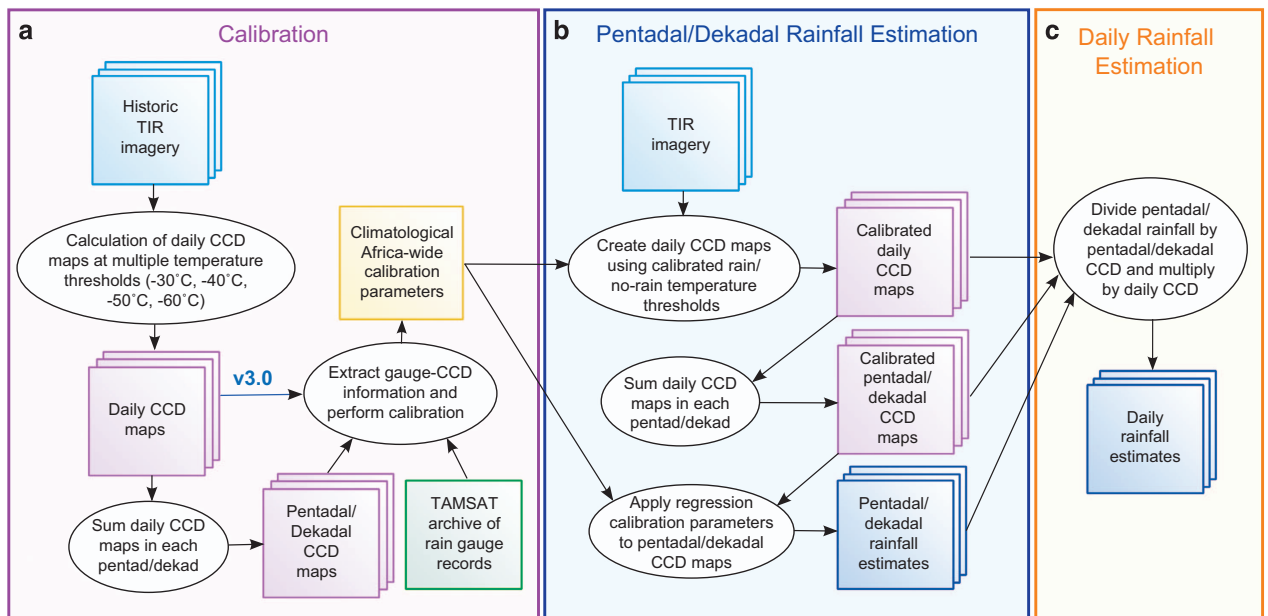 a
Calibration
Historic
TIR
imagery
Calculation of daily CCD
maps at multiple temperature
thresholds (-30˚C, -40˚C,
-50˚C, -60˚C)
Daily CCD
maps
v3.0
Sum daily CCD
maps in each
pentad/dekad
Pentadal/
Dekadal
CCD
maps
TAMSAT
archive of
rain gauge
records
Extract gauge-CCD
information and
perform calibration
Climatological
Africa-wide
calibration
parameters
b
Pentadal/Dekadal Rainfall Estimation
TIR
imagery
Create daily CCD maps
using calibrated rain/
no-rain temperature
thresholds
Calibrated
daily
CCD
maps
Sum daily CCD
maps in each
pentad/dekad
Calibrated
pentadal/
dekadal
CCD
maps
Apply regression
calibration parameters
to pentadal/dekadal
CCD maps
Pentadal/
dekadal
rainfall
estimates
c
Daily Rainfall
Estimation
Divide pentadal/
dekadal rainfall by
pentadal/dekadal
CCD and multiply
by daily CCD
Daily
rainfall
estimates